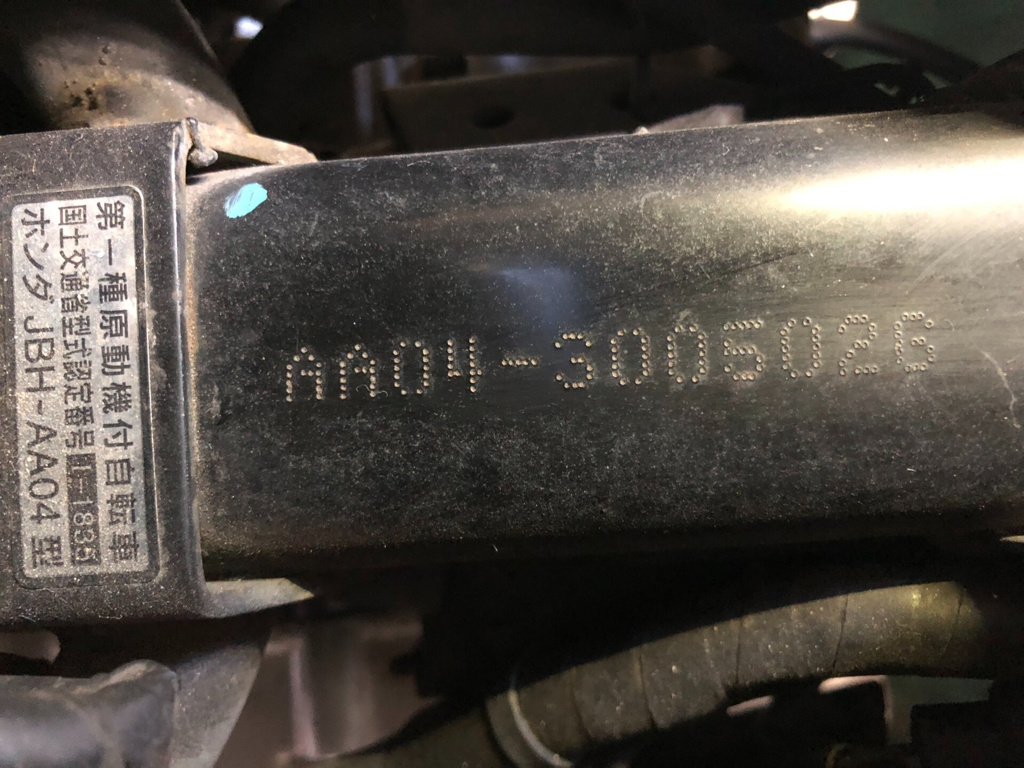 第一種原動機付自転車
国土交通省型式認定番号 I-1835
ホンダ JBH-AA04 型
AA04-3005026